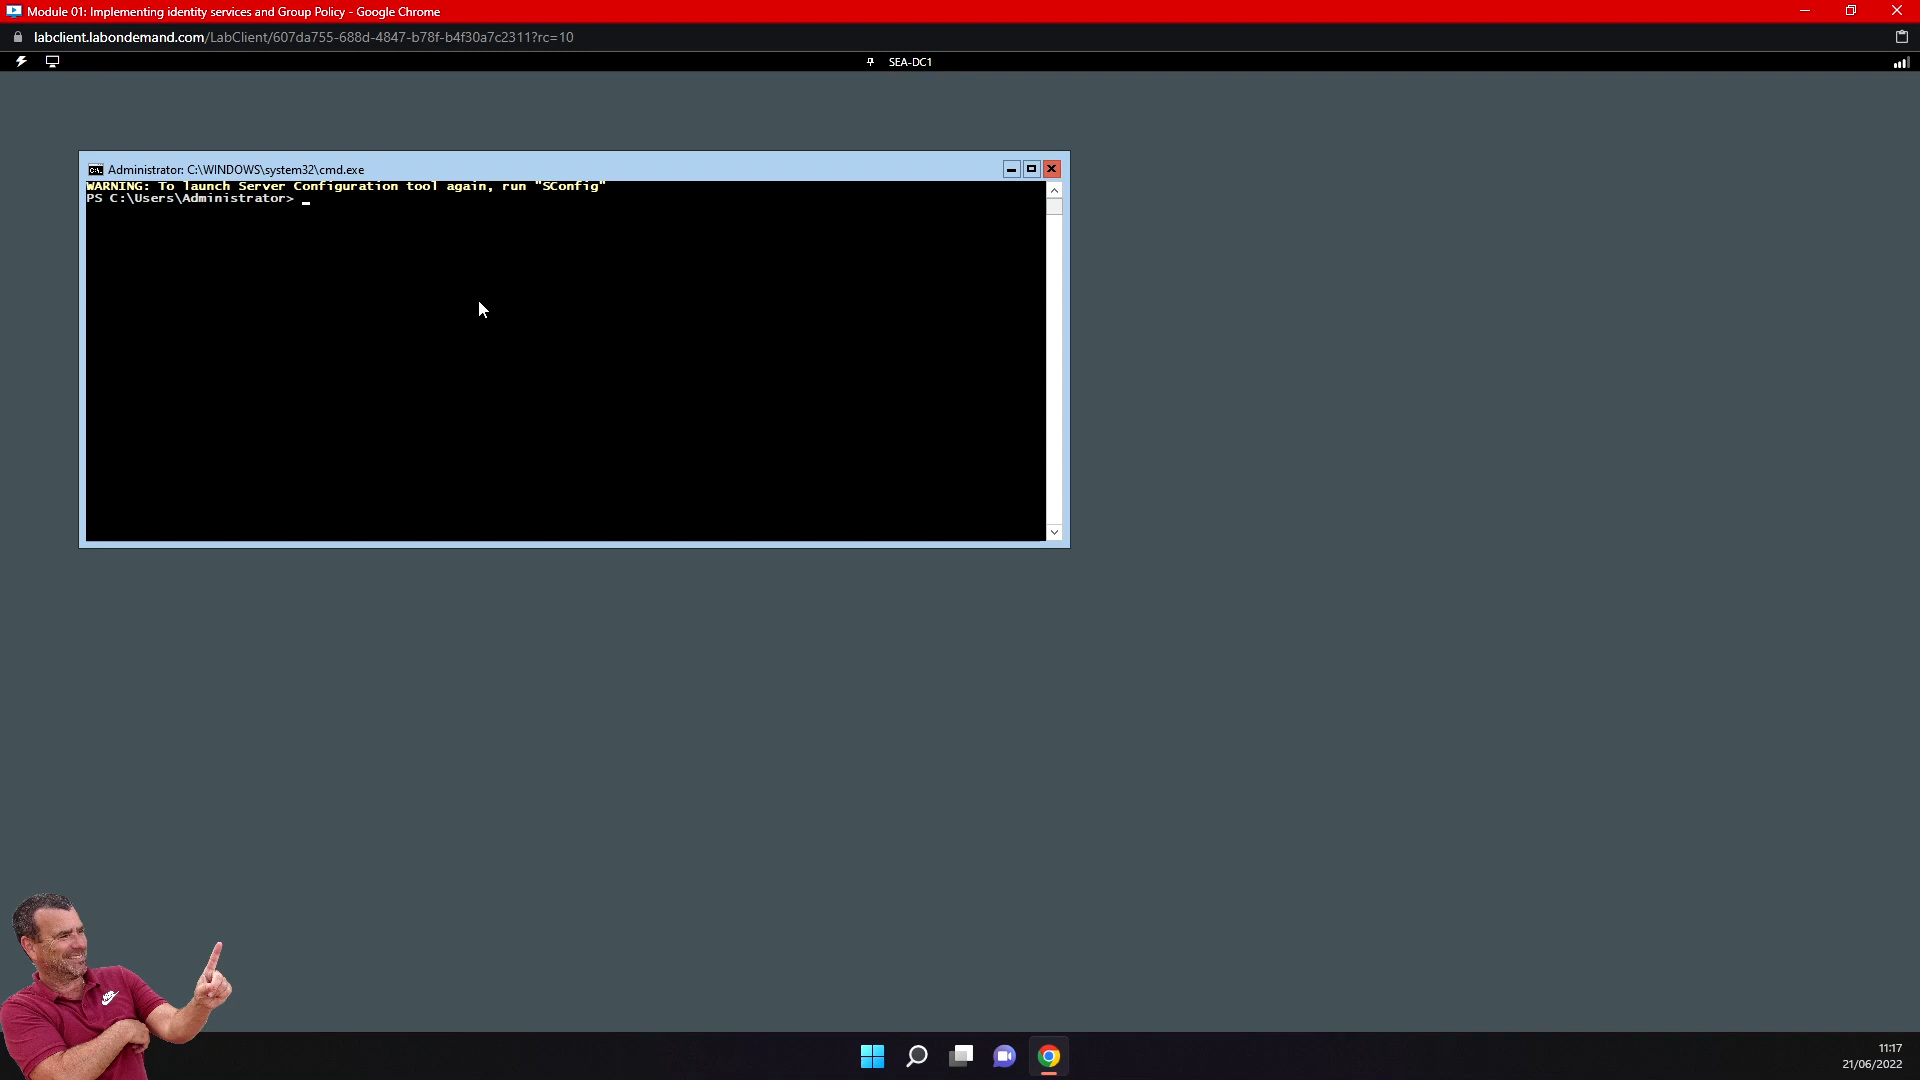 Module 01: Implementing identity services and Group Policy - Google Chrome
labclient.labondemand.com/LabClient/607da755-688d-4847-b78f-b4f30a7c2311?rc=10
SEA-DC1
Administrator: C:\WINDOWS\system32\cmd.exe
WARNING: To launch Server Configuration tool again, run "SConfig"
PS C:\Users\Administrator> _
11:17
21/06/2022